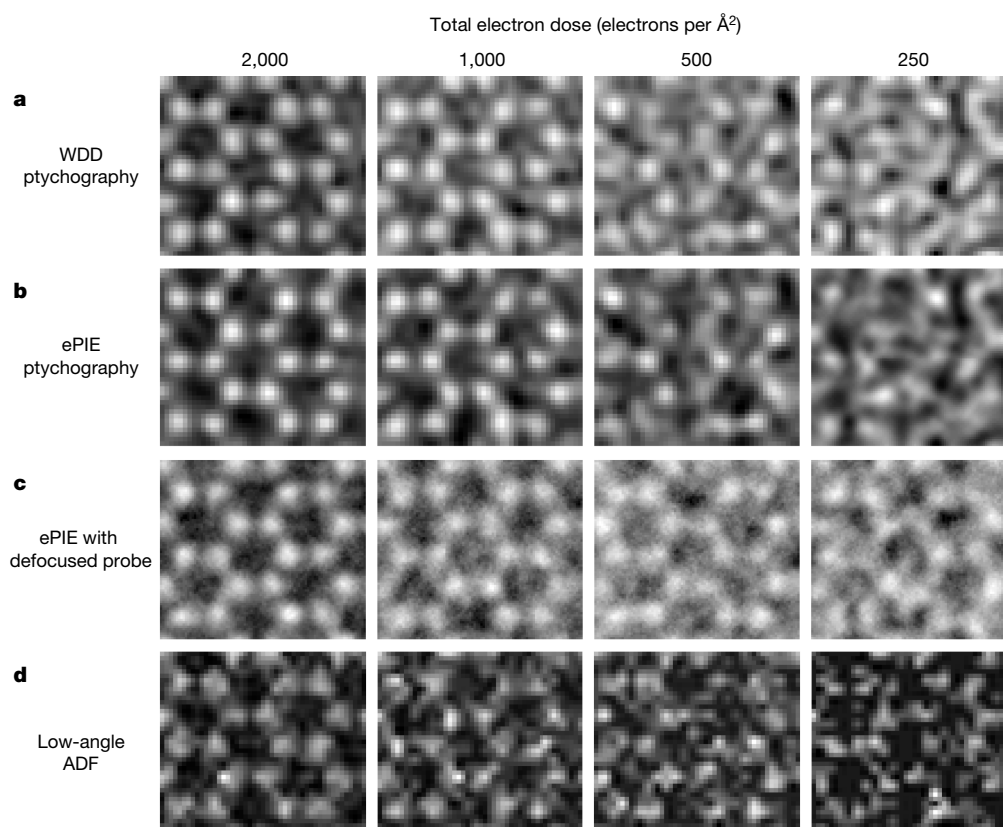 Total electron dose (electrons per Å²)
2,000 1,000 500 250
a
WDD
ptychography
b
ePIE
ptychography
c
ePIE with
defocused probe
d
Low-angle
ADF